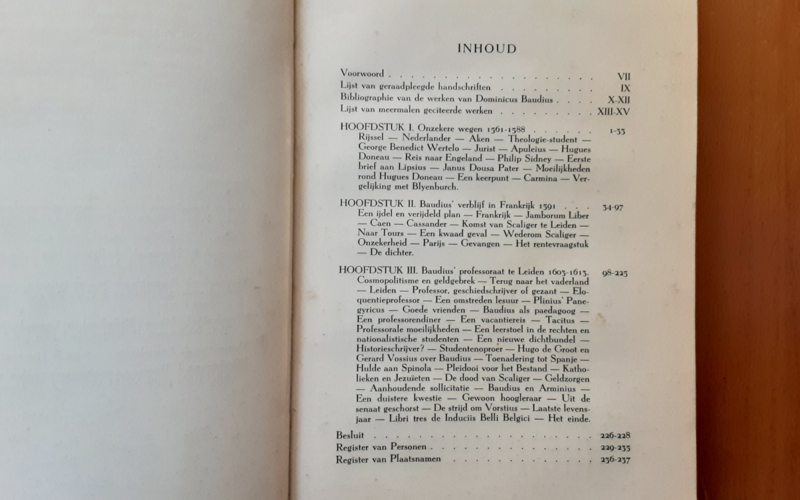 INHOUD
Voorwoord . . . . . . . . . . . . . . . . . VII
Lijst van geraadpleegde handschriften . . . . . . . . . IX
Bibliographie van de werken van Dominicus Baudius . . . . X-XII
Lijst van meermalen geciteerde werken . . . . . . . . . XIII-XV
HOOFDSTUK I. Onzekere wegen 1561-1588 . . . . . . 1-33
Rijssel — Nederlander — Aken — Theologie-student —
George Benedict Wertelo — Jurist — Apuleius — Hugues
Doneau — Reis naar Engeland — Philip Sidney — Eerste
brief aan Lipsius — Janus Dousa Pater — Moeilijkheden
rond Hugues Doneau — Een keerpunt — Carmina — Ver-
gelijking met Blyenburch.
HOOFDSTUK II. Baudius' verblijf in Frankrijk 1591 . . . 34-97
Een ijdel en verijdeld plan — Frankrijk — Jamborum Liber
— Caen — Cassander — Komst van Scaliger te Leiden —
Naar Tours — Een kwaad geval — Wederom Scaliger —
Onzekerheid — Parijs — Gevangen — Het rentevraagstuk
— De dichter.
HOOFDSTUK III. Baudius' professoraat te Leiden 1603-1613. 98-225
Cosmopolitisme en geldgebrek — Terug naar het vaderland
— Leiden — Professor, geschiedschrijver of gezant — Elo-
quentieprofessor — Een omstreden lesuur — Plinius' Pane-
gyricus — Goede vrienden — Baudius als paedagoog —
Een professorendiner — Een vacantiereis — Tacitus —
Professorale moeilijkheden — Een leerstoel in de rechten en
nationalistische studenten — Een nieuwe dichtbundel —
Historieschrijver? — Studentenoproer — Hugo de Groot en
Gerard Vossius over Baudius — Toenadering tot Spanje —
Hulde aan Spinola — Pleidooi voor het Bestand — Katho-
lieken en Jezuieten — De dood van Scaliger — Geldzorgen
— Aanhoudende sollicitatie — Baudius en Arminius —
Een duistere kwestie — Gewoon hoogleraar — Uit de
senaat geschorst — De strijd om Vorstius — Laatste levens-
jaar — Libri tres de Induciis Belli Belgici — Het einde.
Besluit . . . . . . . . . . . . . . . . . . 226-228
Register van Personen . . . . . . . . . . . . . 229-235
Register van Plaatsnamen . . . . . . . . . . . . 236-237